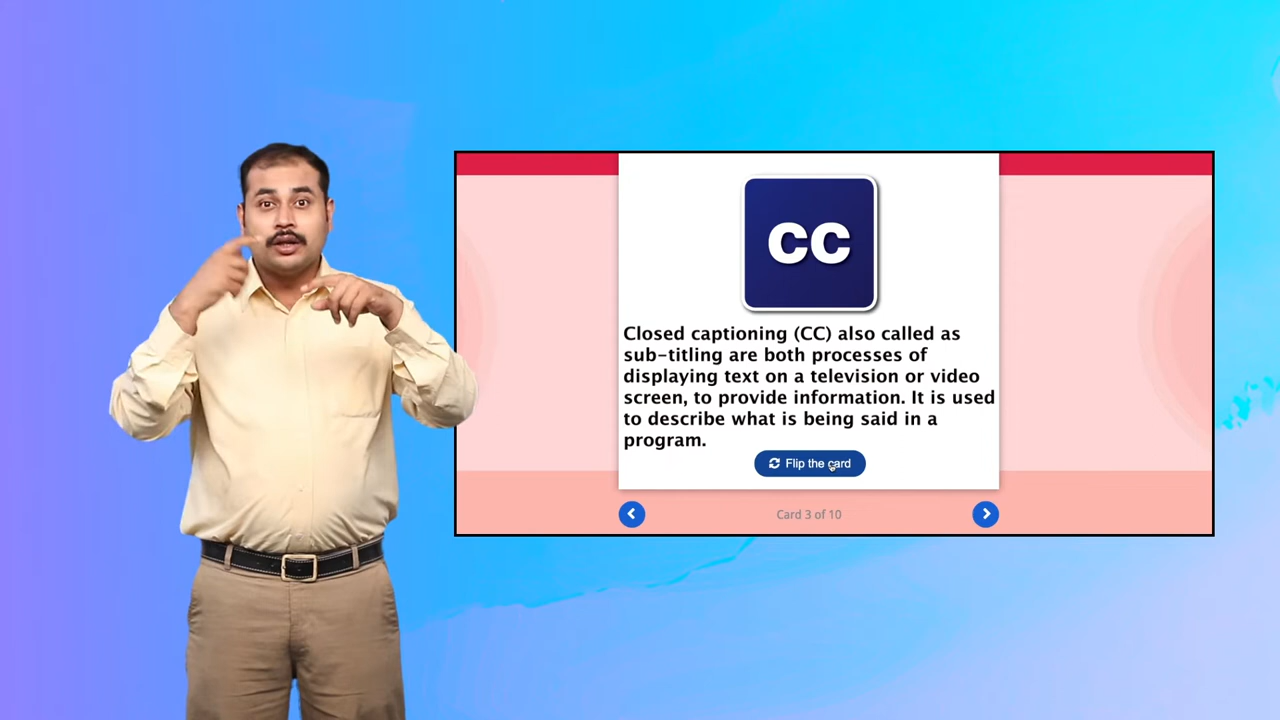 CC
Closed captioning (CC) also called as
sub-titling are both processes of
displaying text on a television or video
screen, to provide information. It is used
to describe what is being said in a
program.
Flip the card
Card 3 of 10